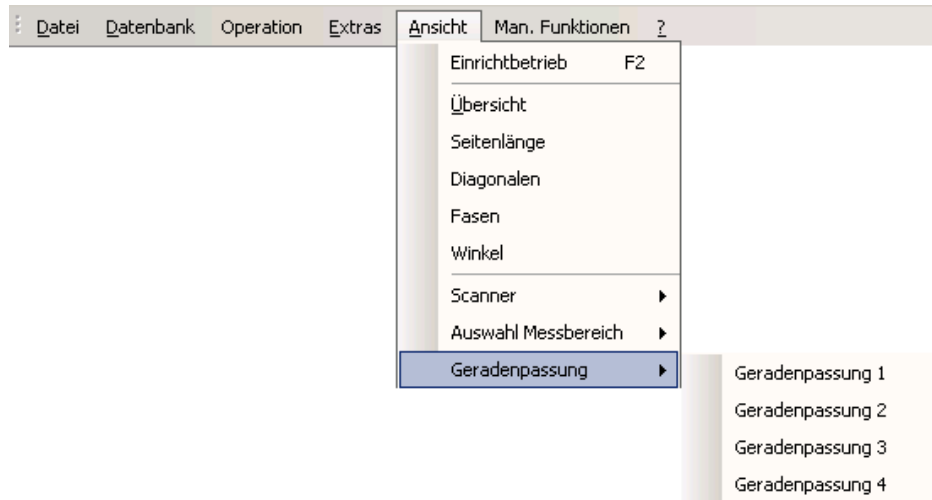 Datei Datenbank Operation Extras Ansicht Man. Funktionen ?
Einrichtbetrieb F2
Übersicht
Seitenlänge
Diagonalen
Fasen
Winkel
Scanner
Auswahl Messbereich
Geradenpassung
Geradenpassung 1
Geradenpassung 2
Geradenpassung 3
Geradenpassung 4